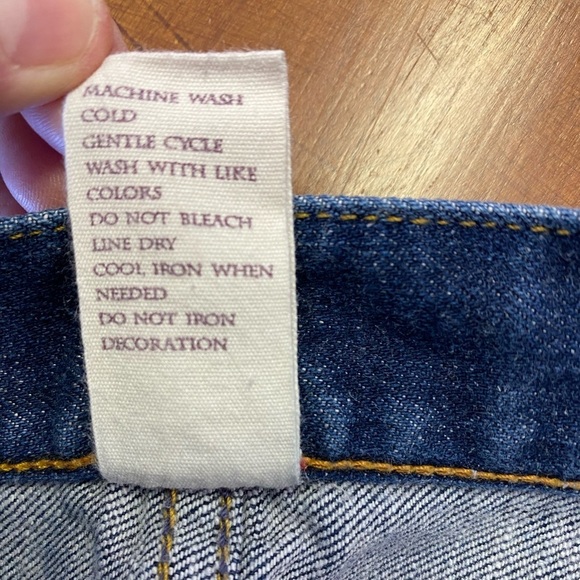 MACHINE WASH
COLD
GENTLE CYCLE
WASH WITH LIKE
COLORS
DO NOT BLEACH
LINE DRY
COOL IRON WHEN
NEEDED
DO NOT IRON
DECORATION